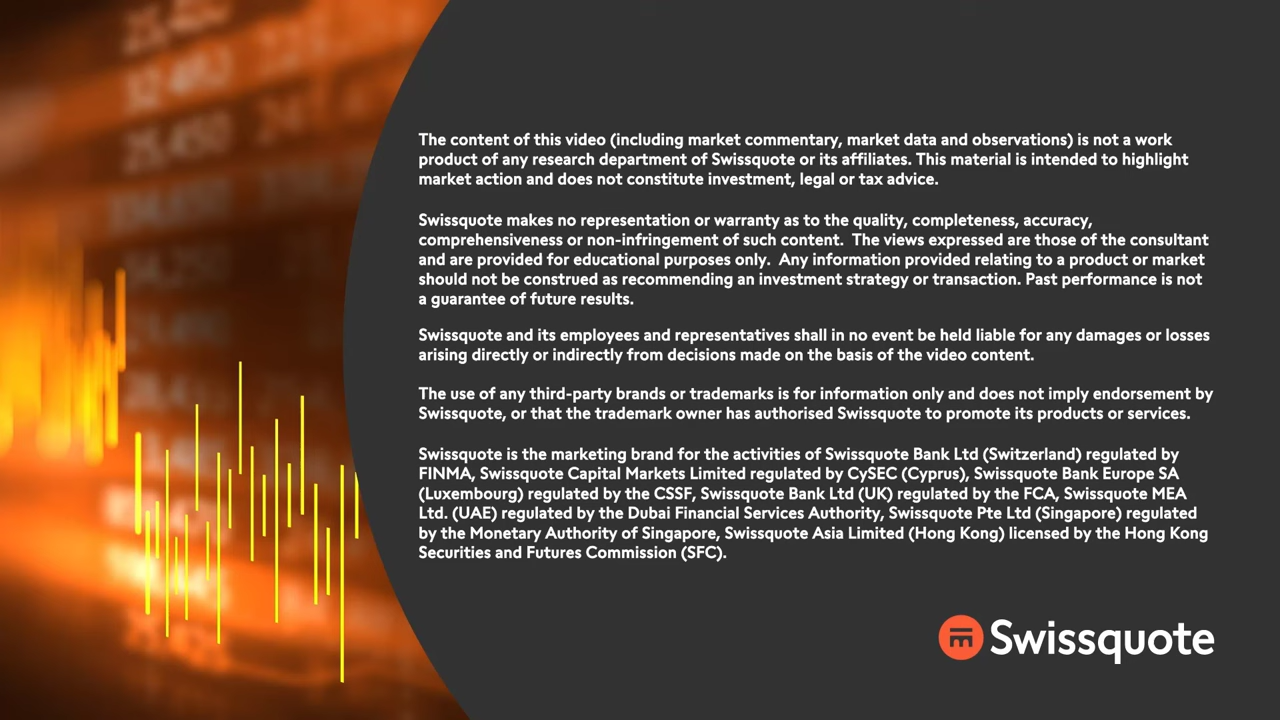 The content of this video (including market commentary, market data and observations) is not a work
product of any research department of Swissquote or its affiliates. This material is intended to highlight
market action and does not constitute investment, legal or tax advice.
Swissquote makes no representation or warranty as to the quality, completeness, accuracy,
comprehensiveness or non-infringement of such content.  The views expressed are those of the consultant
and are provided for educational purposes only.  Any information provided relating to a product or market
should not be construed as recommending an investment strategy or transaction. Past performance is not
a guarantee of future results.
Swissquote and its employees and representatives shall in no event be held liable for any damages or losses
arising directly or indirectly from decisions made on the basis of the video content.
The use of any third-party brands or trademarks is for information only and does not imply endorsement by
Swissquote, or that the trademark owner has authorised Swissquote to promote its products or services.
Swissquote is the marketing brand for the activities of Swissquote Bank Ltd (Switzerland) regulated by
FINMA, Swissquote Capital Markets Limited regulated by CySEC (Cyprus), Swissquote Bank Europe SA
(Luxembourg) regulated by the CSSF, Swissquote Bank Ltd (UK) regulated by the FCA, Swissquote MEA
Ltd. (UAE) regulated by the Dubai Financial Services Authority, Swissquote Pte Ltd (Singapore) regulated
by the Monetary Authority of Singapore, Swissquote Asia Limited (Hong Kong) licensed by the Hong Kong
Securities and Futures Commission (SFC).
Swissquote